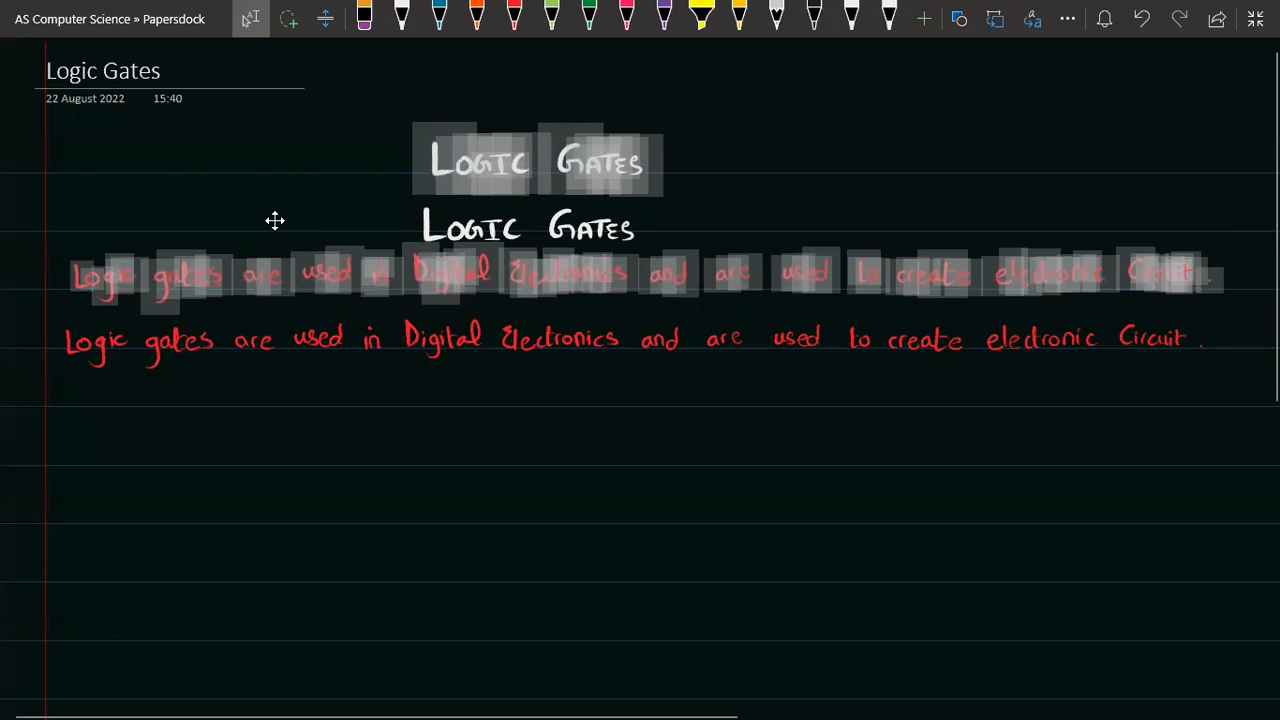 AS Computer Science » Papersdock
Logic Gates
22 August 2022 15:40
LOGIC GATES
LOGIC GATES
Logic gates are used in Digital Electronics and are used to create electronic Circuit.
Logic gates are used in Digital Electronics and are used to create electronic Circuit.